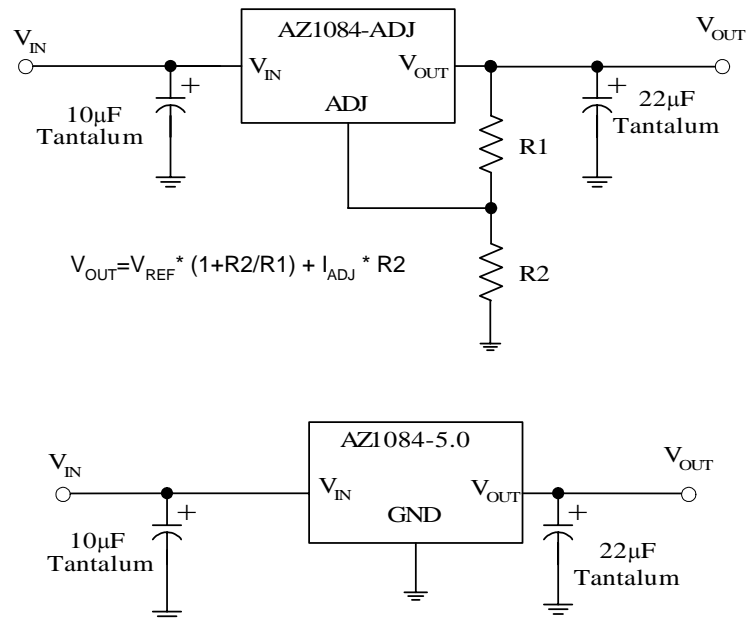 V_IN
AZ1084-ADJ
V_OUT
V_IN
V_OUT
+
+
10μF
Tantalum
ADJ
22μF
Tantalum
R1
V_OUT=V_REF* (1+R2/R1) + I_ADJ * R2
R2
AZ1084-5.0
V_IN
V_OUT
V_IN
V_OUT
+
GND
+
10μF
Tantalum
22μF
Tantalum